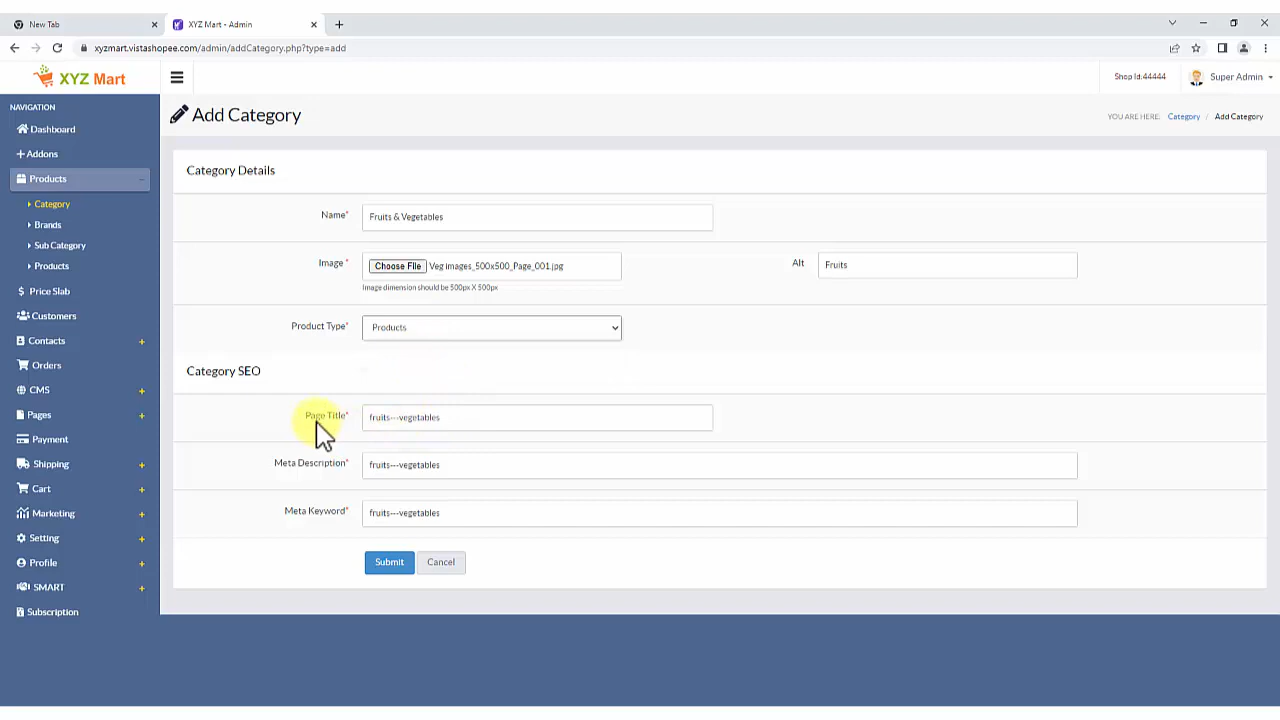 New Tab
XYZ Mart - Admin
xyzmart.vistashopee.com/admin/addCategory.php?type=add
XYZ Mart
Shop Id:44444
Super Admin
NAVIGATION
Dashboard
Addons
Products
Category
Brands
Sub Category
Products
Price Slab
Customers
Contacts
Orders
CMS
Pages
Payment
Shipping
Cart
Marketing
Setting
Profile
SMART
Subscription
Add Category
YOU ARE HERE: Category / Add Category
Category Details
Name* Fruits & Vegetables
Image * Choose File Veg images_500x500_Page_001.jpg Alt Fruits
Image dimension should be 500px X 500px
Product Type* Products
Category SEO
Page Title* fruits---vegetables
Meta Description* fruits---vegetables
Meta Keyword* fruits---vegetables
Submit Cancel